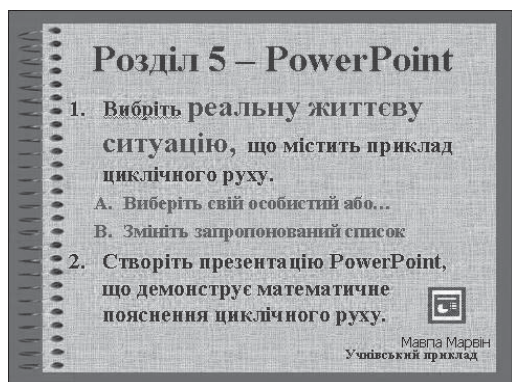 Розділ 5 – PowerPoint
1. Вибріть реальну життєву
ситуацію, що містить приклад
циклічного руху.
A. Виберіть свій особистий або...
B. Змініть запропонований список
2. Створіть презентацію PowerPoint,
що демонструє математичне
пояснення циклічного руху.
Мавпа Марвін
Учнівський приклад